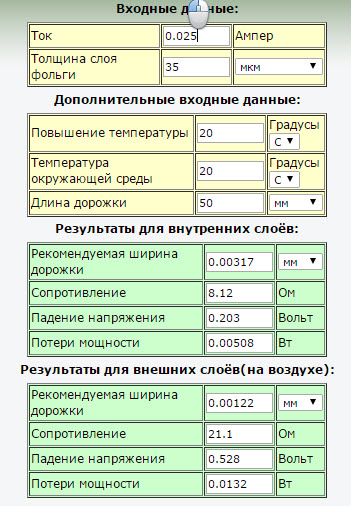 Входные данные:
Ток 0.025 Ампер
Толщина слоя
фольги 35 мкм
Дополнительные входные данные:
Повышение температуры 20 Градусы
C
Температура
окружающей среды 20 Градусы
C
Длина дорожки 50 мм
Результаты для внутренних слоёв:
Рекомендуемая ширина
дорожки 0.00317 мм
Сопротивление 8.12 Ом
Падение напряжения 0.203 Вольт
Потери мощности 0.00508 Вт
Результаты для внешних слоёв(на воздухе):
Рекомендуемая ширина
дорожки 0.00122 мм
Сопротивление 21.1 Ом
Падение напряжения 0.528 Вольт
Потери мощности 0.0132 Вт